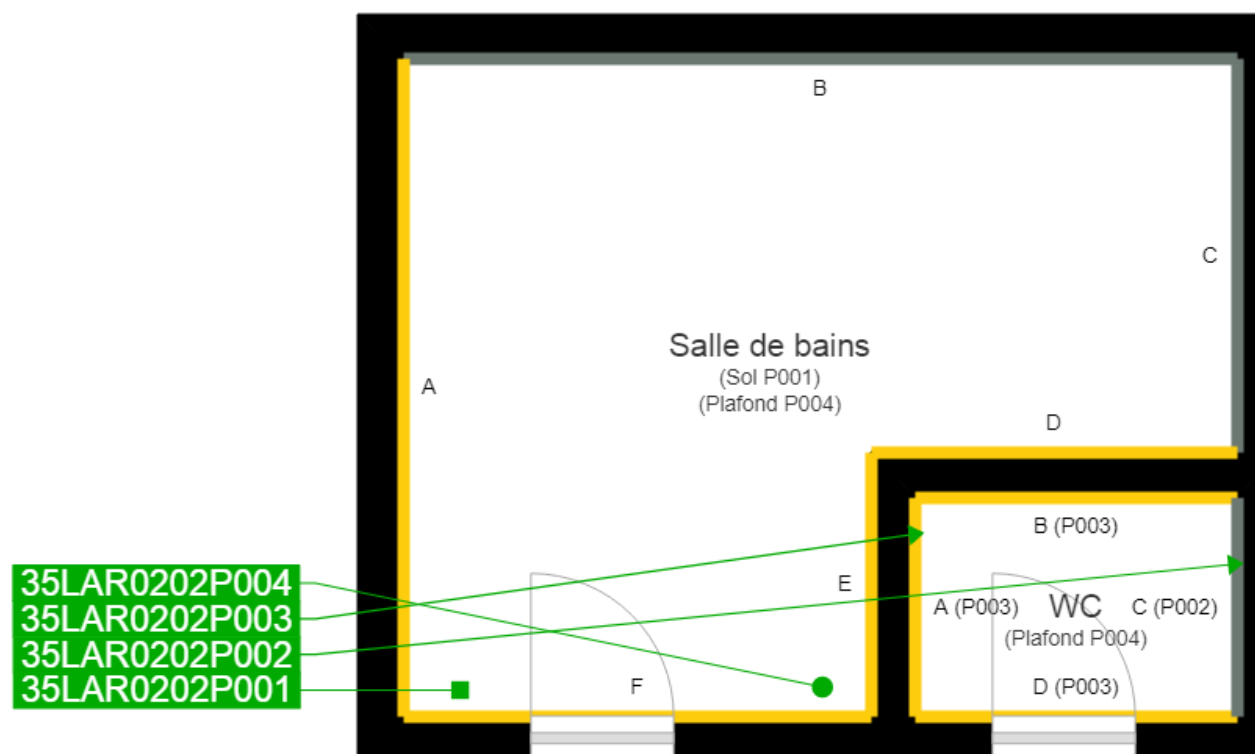 B
C
Salle de bains
(Sol P001)
(Plafond P004)
A
D
B (P003)
35LAR0202P004
35LAR0202P003
35LAR0202P002
35LAR0202P001
E
A (P003)
WC
C (P002)
(Plafond P004)
F
D (P003)